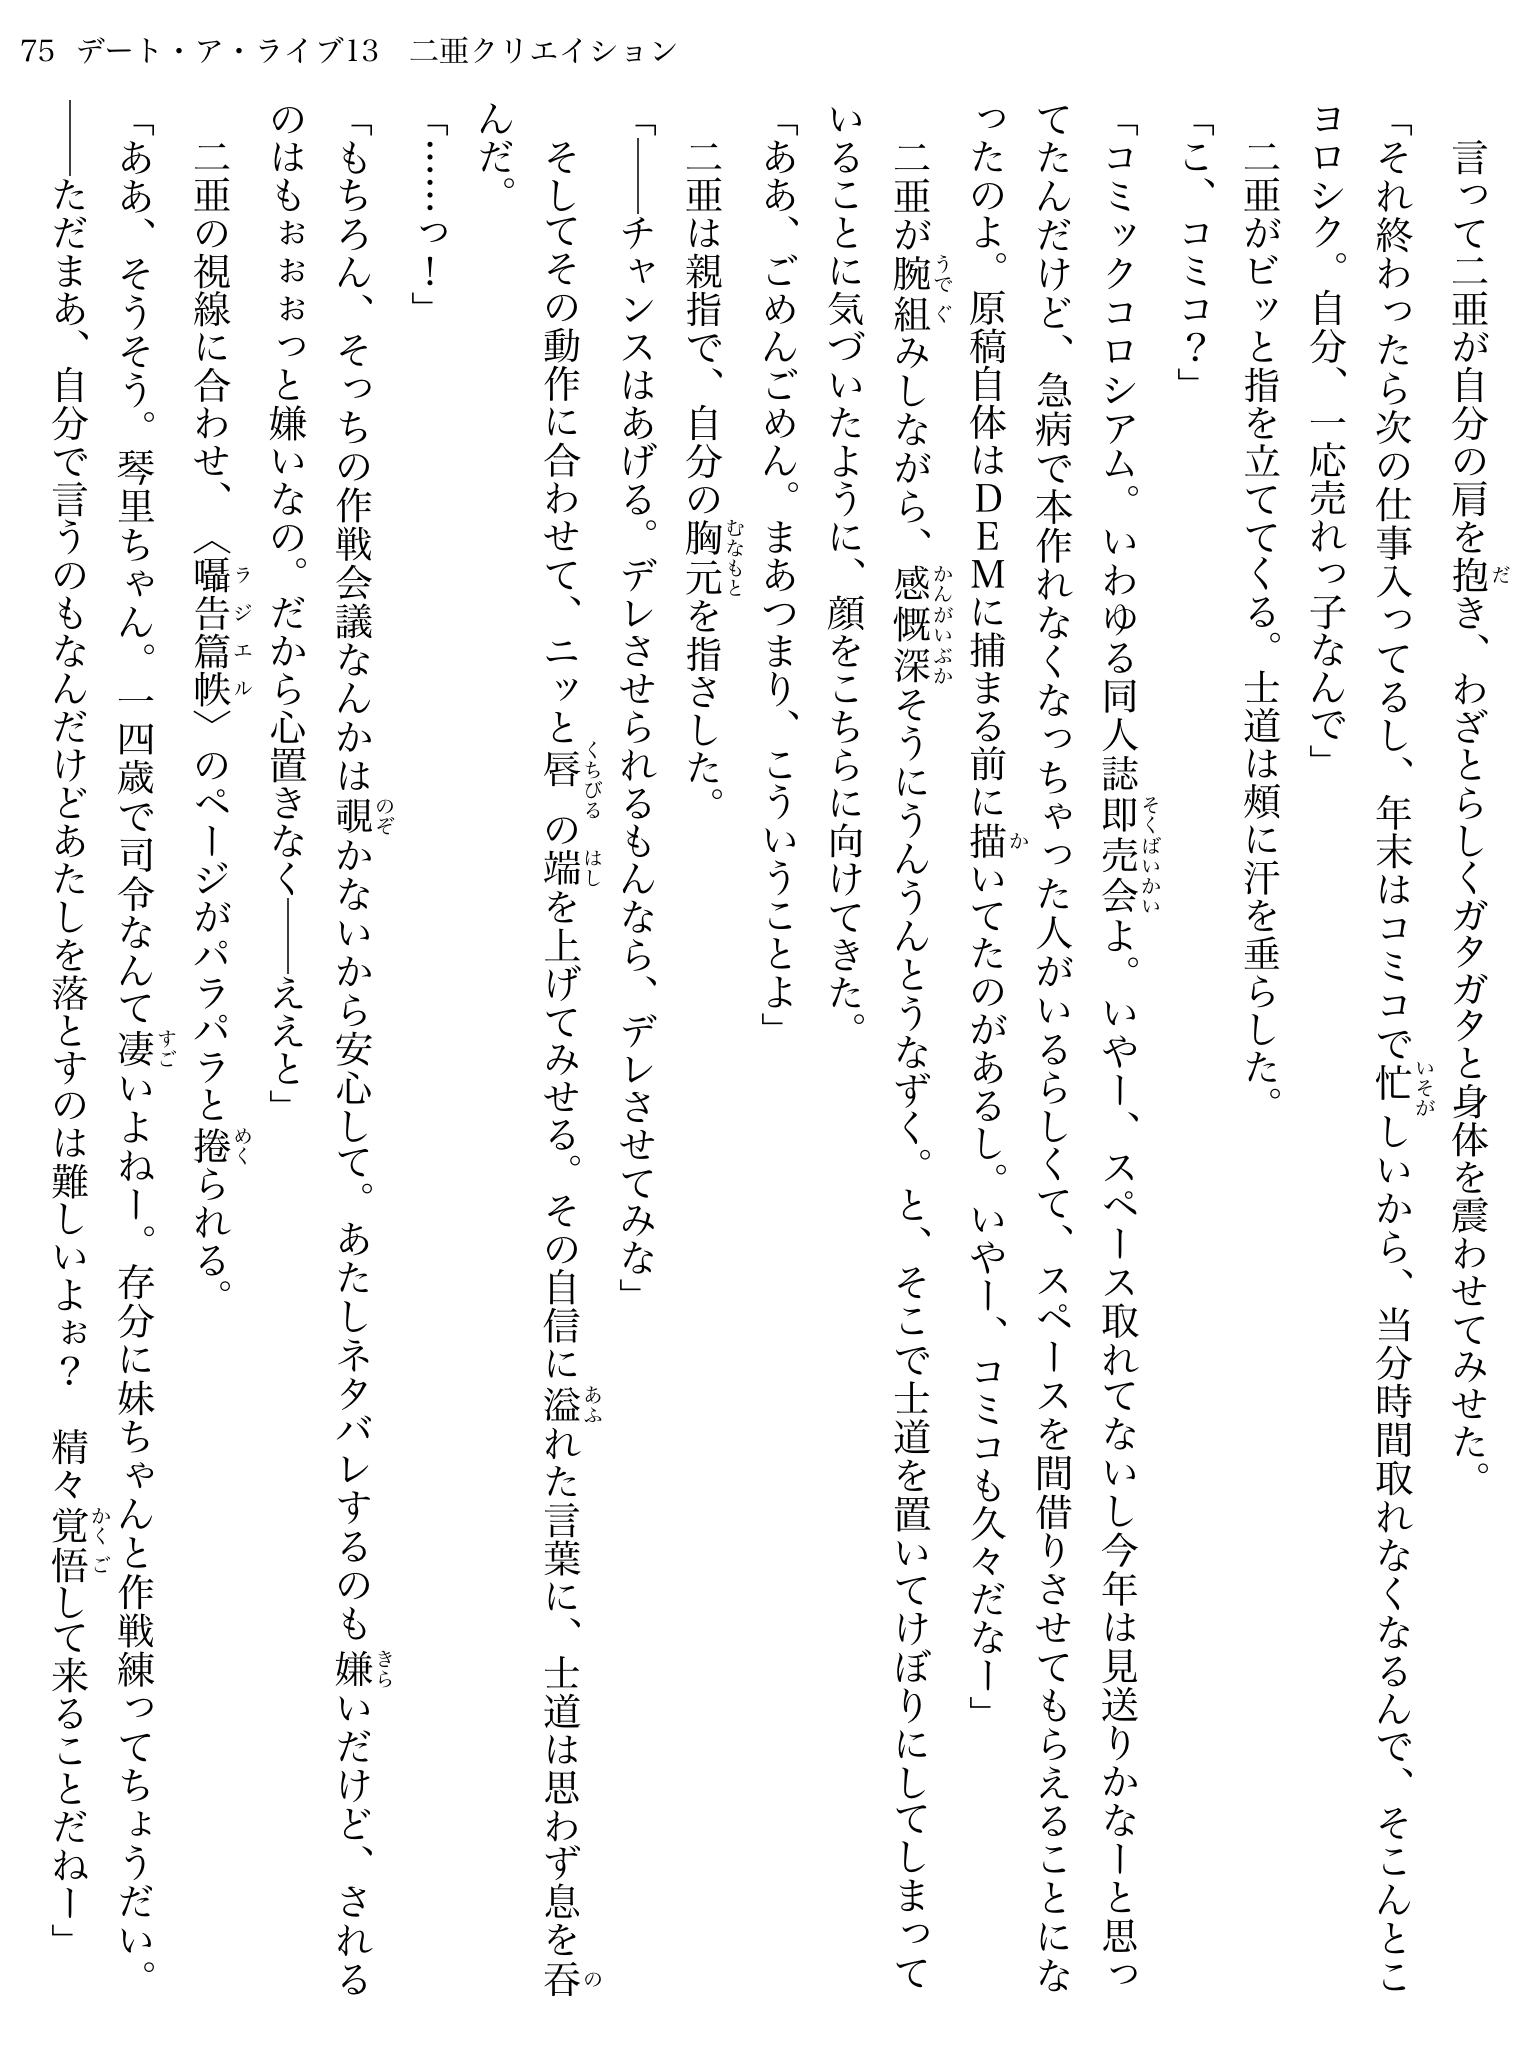 75 デート・ア・ライブ13　二亜クリエイション
　言って二亜が自分の肩を抱き、わざとらしくガタガタと身体を震わせてみせた。
「それ終わったら次の仕事入ってるし、年末はコミコで忙しいから、当分時間取れなくなるんで、そこんとこ
ヨロシク。自分、一応売れっ子なんで」
　二亜がビッと指を立ててくる。士道は頰に汗を垂らした。
「こ、コミコ？」
「コミックコロシアム。いわゆる同人誌即売会よ。いやー、スペース取れてないし今年は見送りかなーと思っ
てたんだけど、急病で本作れなくなっちゃった人がいるらしくて、スペースを間借りさせてもらえることにな
ったのよ。原稿自体はＤＥＭに捕まる前に描いてたのがあるし。いやー、コミコも久々だなー」
　二亜が腕組みしながら、感慨深そうにうんうんとうなずく。と、そこで士道を置いてけぼりにしてしまって
いることに気づいたように、顔をこちらに向けてきた。
「ああ、ごめんごめん。まあつまり、こういうことよ」
　二亜は親指で、自分の胸元を指さした。
「――チャンスはあげる。デレさせられるもんなら、デレさせてみな」
　そしてその動作に合わせて、ニッと唇の端を上げてみせる。その自信に溢れた言葉に、士道は思わず息を吞
んだ。
「……っ！」
「もちろん、そっちの作戦会議なんかは覗かないから安心して。あたしネタバレするのも嫌いだけど、される
のはもぉぉぉっと嫌いなの。だから心置きなく――ええと」
　二亜の視線に合わせ、〈囁告篇帙〉のページがパラパラと捲られる。
「ああ、そうそう。琴里ちゃん。一四歳で司令なんて凄いよねー。存分に妹ちゃんと作戦練ってちょうだい。
――ただまあ、自分で言うのもなんだけどあたしを落とすのは難しいよぉ？　精々覚悟して来ることだねー」